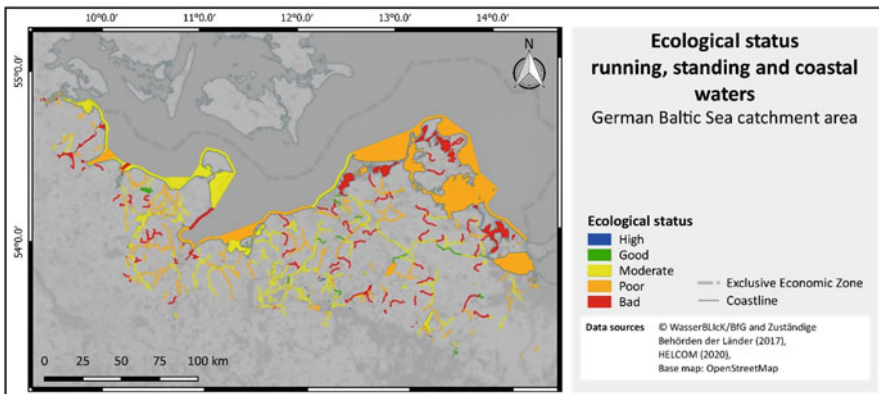 10°0.0'
11°0.0'
12°0.0'
13°0.0'
14°0.0'
55°0.0'
54°0.0'
N
0 25 50 75 100 km
Ecological status
running, standing and coastal
waters
German Baltic Sea catchment area
Ecological status
High
Good
Moderate
Poor
Bad
Exclusive Economic Zone
Coastline
Data sources
© WasserBLIcK/BfG and Zuständige
Behörden der Länder (2017),
HELCOM (2020),
Base map: OpenStreetMap